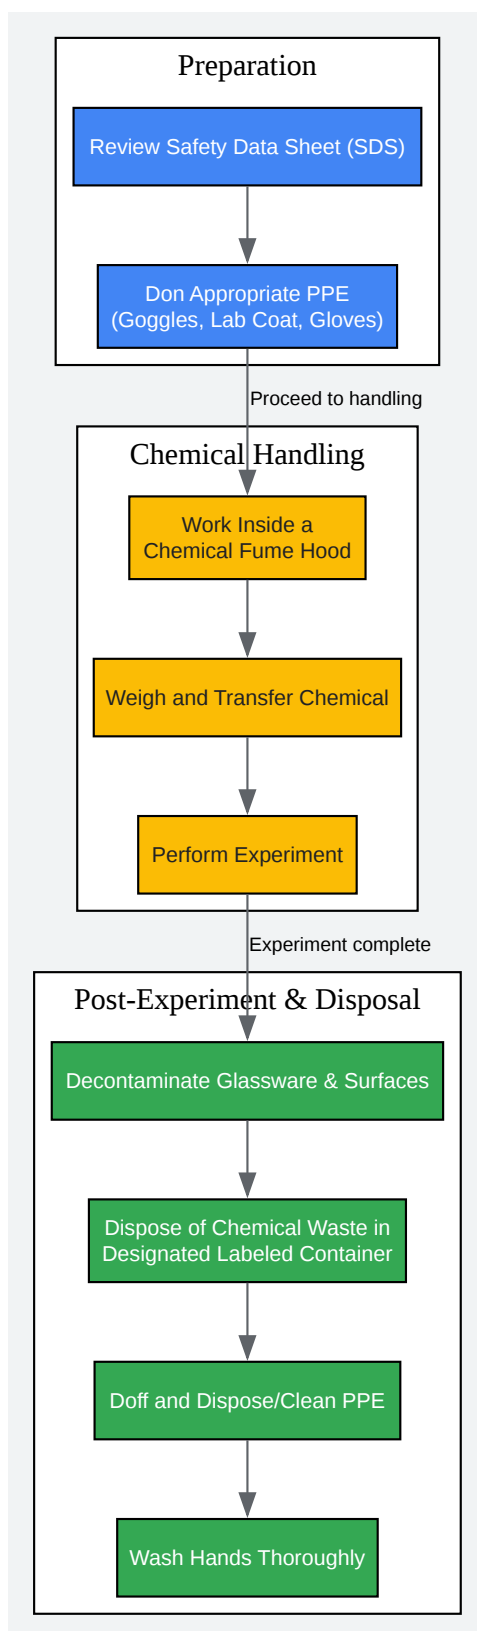 Preparation
Review Safety Data Sheet (SDS)
Don Appropriate PPE
(Goggles, Lab Coat, Gloves)
Proceed to handling
Chemical Handling
Work Inside a
Chemical Fume Hood
Weigh and Transfer Chemical
Perform Experiment
Experiment complete
Post-Experiment & Disposal
Decontaminate Glassware & Surfaces
Dispose of Chemical Waste in
Designated Labeled Container
Doff and Dispose/Clean PPE
Wash Hands Thoroughly